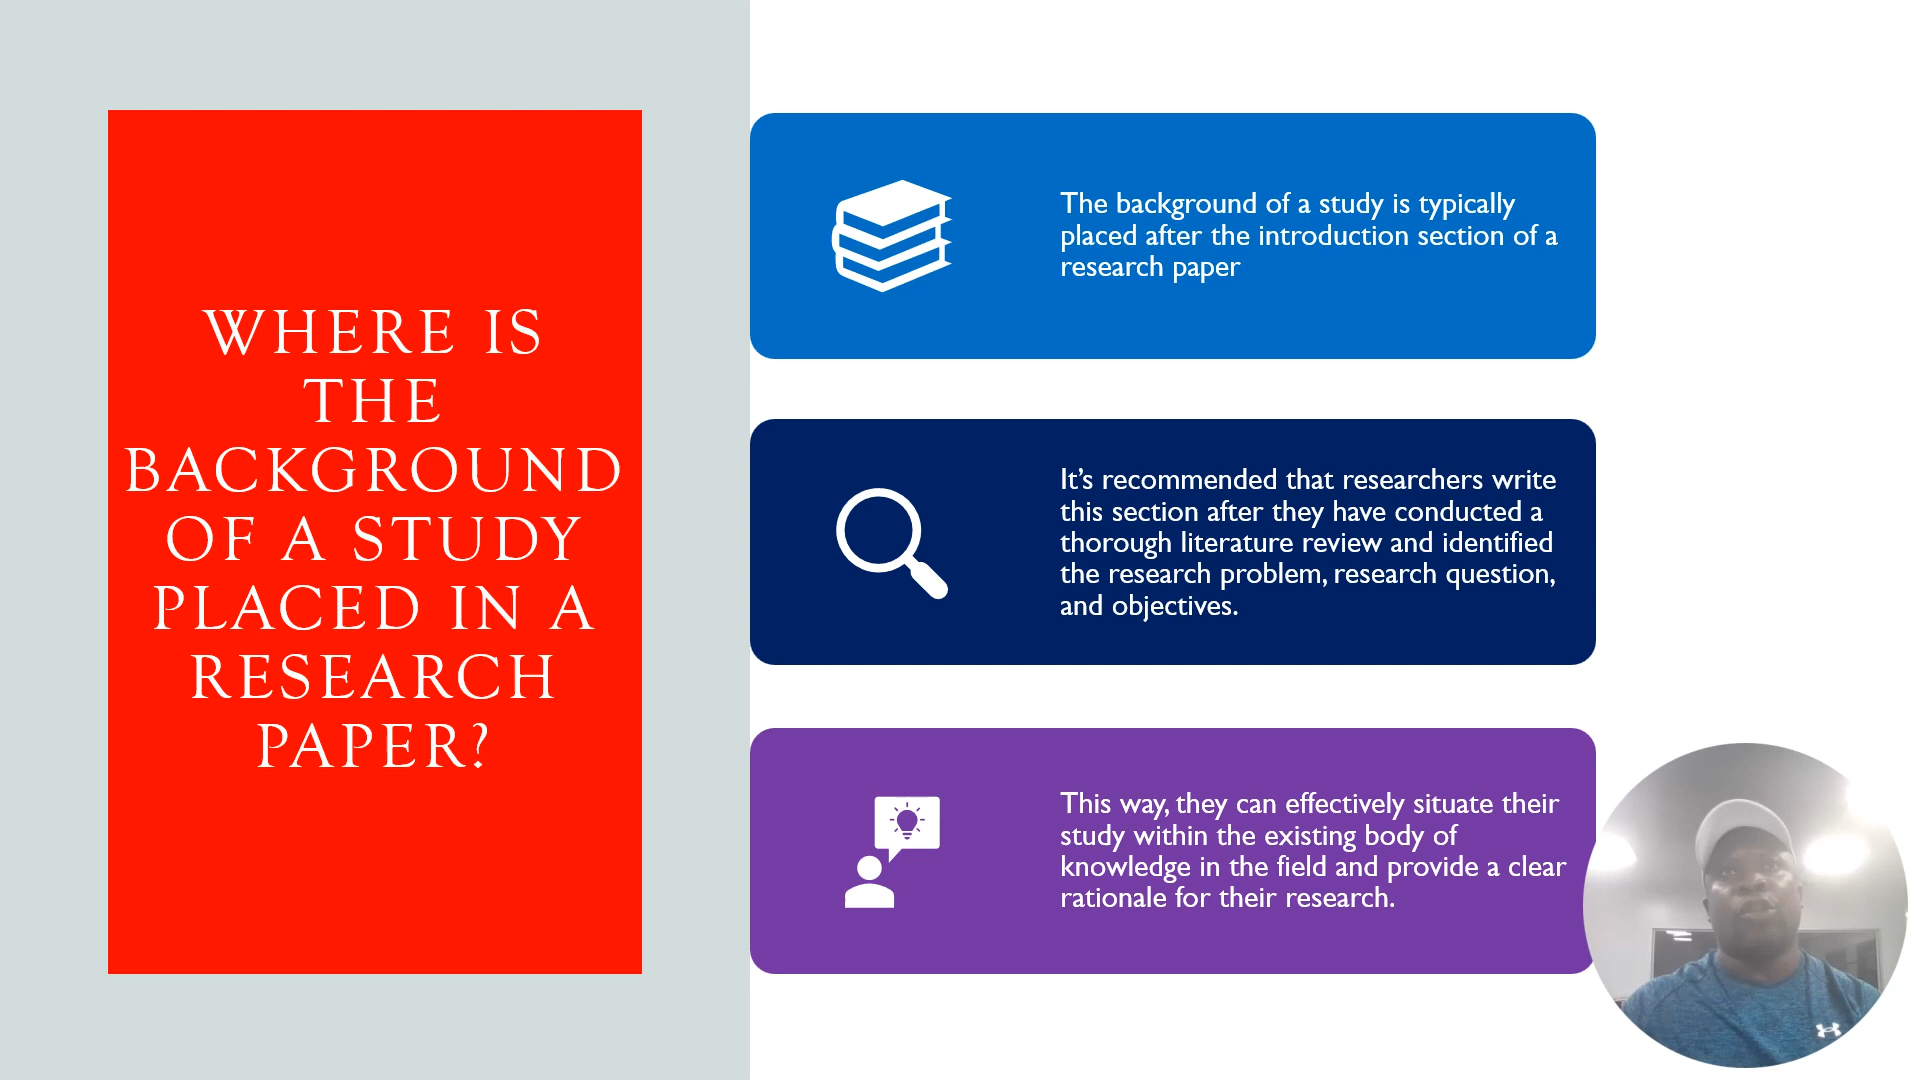 WHERE IS
THE
BACKGROUND
OF A STUDY
PLACED IN A
RESEARCH
PAPER?
The background of a study is typically
placed after the introduction section of a
research paper
It’s recommended that researchers write
this section after they have conducted a
thorough literature review and identified
the research problem, research question,
and objectives.
This way, they can effectively situate their
study within the existing body of
knowledge in the field and provide a clear
rationale for their research.